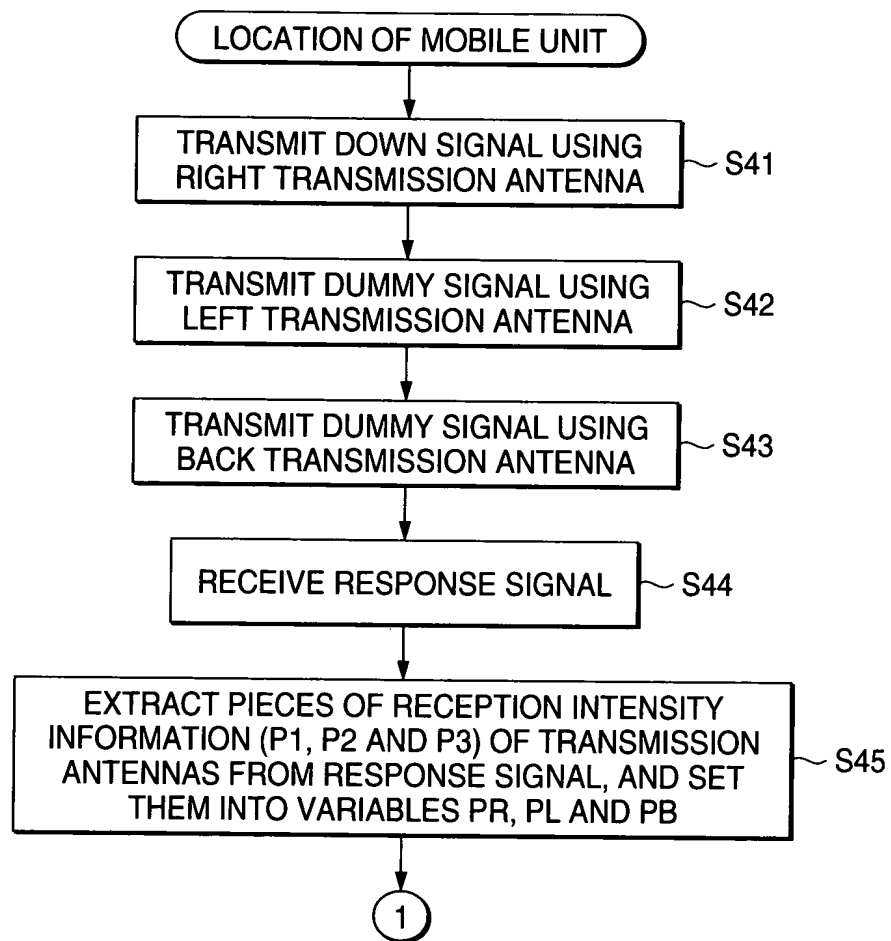 LOCATION OF MOBILE UNIT
TRANSMIT DOWN SIGNAL USING
RIGHT TRANSMISSION ANTENNA
S41
TRANSMIT DUMMY SIGNAL USING
LEFT TRANSMISSION ANTENNA
S42
TRANSMIT DUMMY SIGNAL USING
BACK TRANSMISSION ANTENNA
S43
RECEIVE RESPONSE SIGNAL
S44
EXTRACT PIECES OF RECEPTION INTENSITY
INFORMATION (P1, P2 AND P3) OF TRANSMISSION
ANTENNAS FROM RESPONSE SIGNAL, AND SET
THEM INTO VARIABLES PR, PL AND PB
S45
1